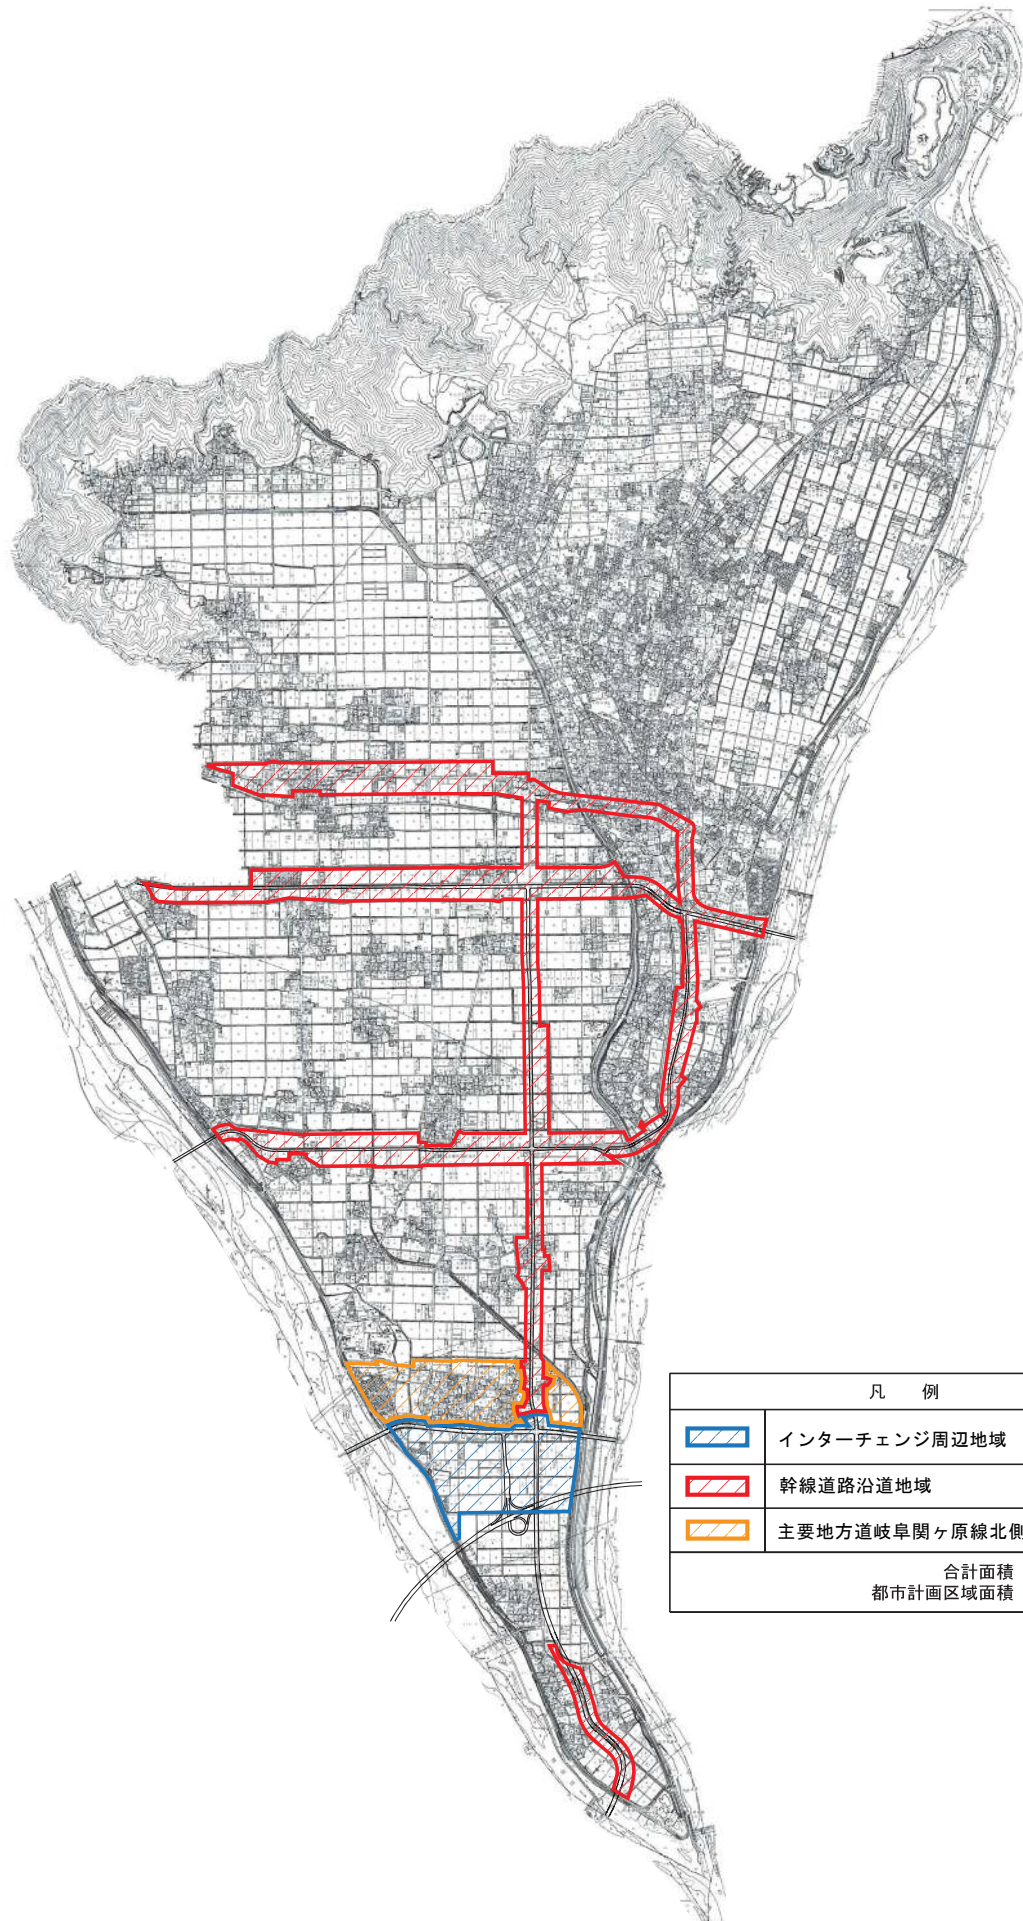 凡 例
インターチェンジ周辺地域
幹線道路沿道地域
主要地方道岐阜関ヶ原線北側
合計面積
都市計画区域面積